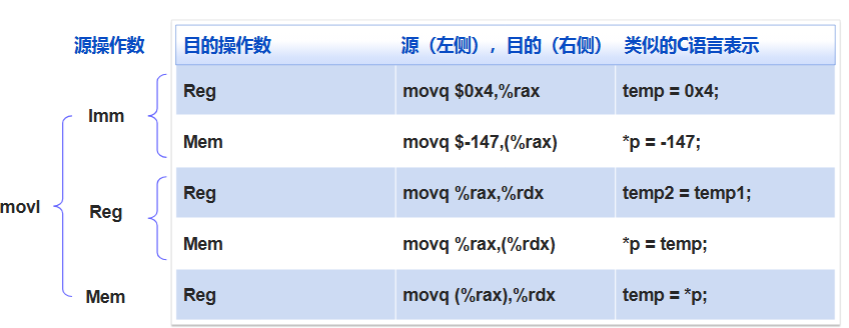 源操作数 目的操作数 源（左侧），目的（右侧） 类似的C语言表示
Reg movq $0x4,%rax temp = 0x4;
Imm
Mem movq $-147,(%rax) *p = -147;
Reg movq %rax,%rdx temp2 = temp1;
movl Reg
Mem movq %rax,(%rdx) *p = temp;
Mem Reg movq (%rax),%rdx temp = *p;